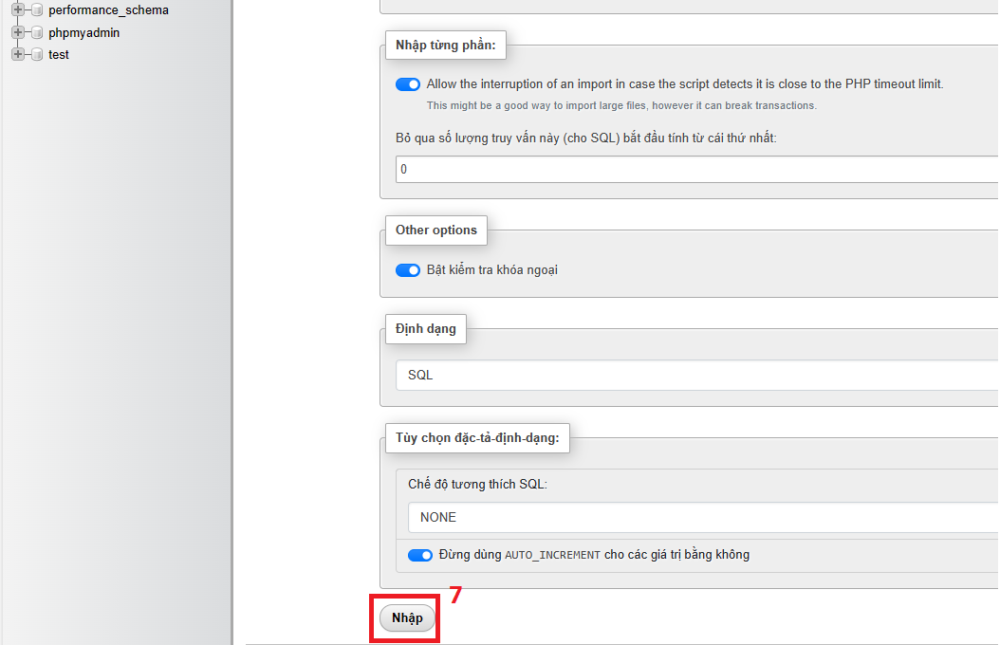 performance_schema
phpmyadmin
test
Nhập từng phần:
Allow the interruption of an import in case the script detects it is close to the PHP timeout limit.
This might be a good way to import large files, however it can break transactions.
Bỏ qua số lượng truy vấn này (cho SQL) bắt đầu tính từ cái thứ nhất:
0
Other options
Bật kiểm tra khóa ngoại
Định dạng
SQL
Tùy chọn đặc-tả-định-dạng:
Chế độ tương thích SQL:
NONE
Đừng dùng AUTO_INCREMENT cho các giá trị bằng không
7
Nhập